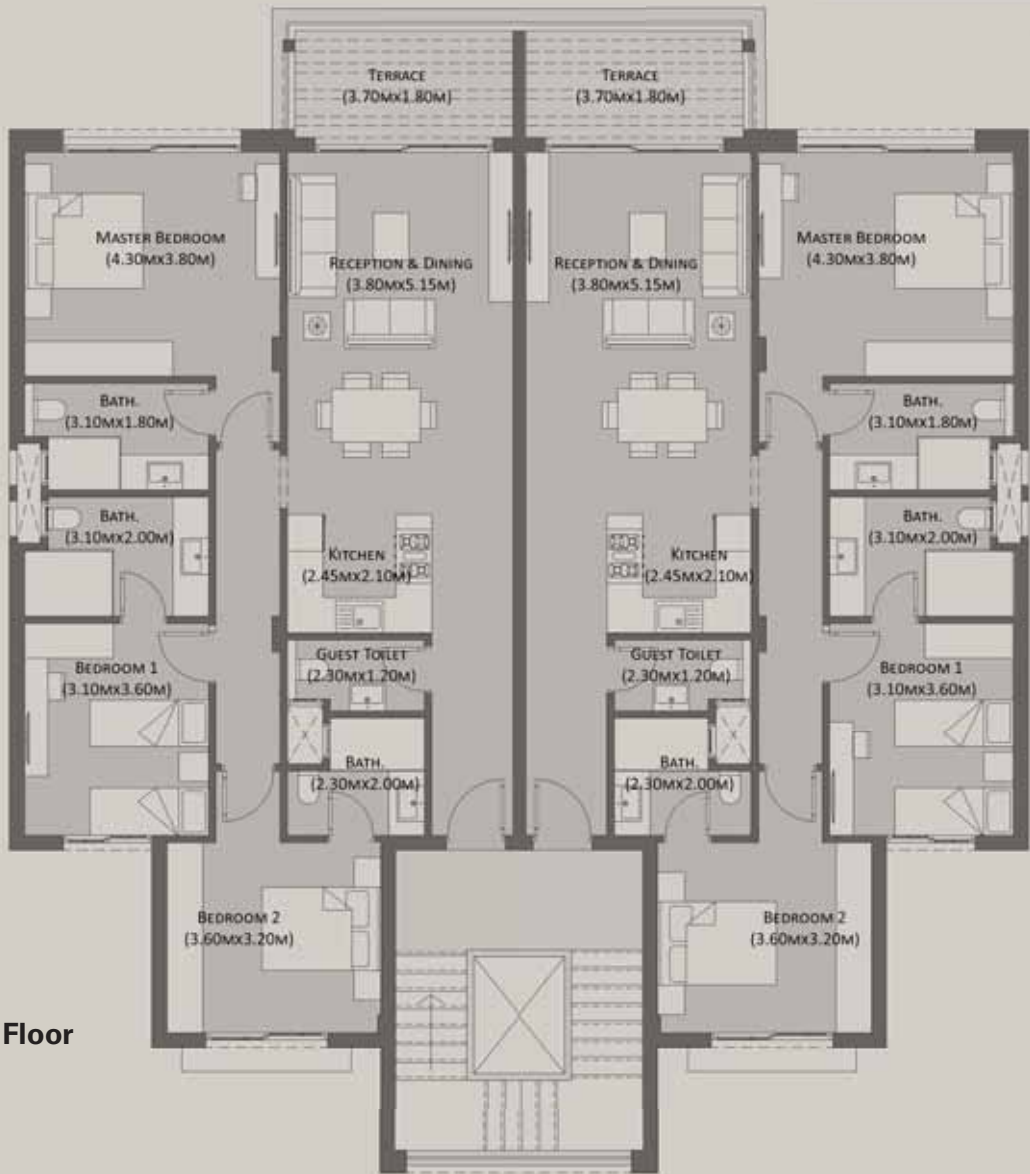 TERRACE
(3.70MX1.80M)
TERRACE
(3.70MX1.80M)
MASTER BEDROOM
(4.30MX3.80M)
RECEPTION & DINING
(3.80MX5.15M)
RECEPTION & DINING
(3.80MX5.15M)
MASTER BEDROOM
(4.30MX3.80M)
BATH.
(3.10MX1.80M)
BATH.
(3.10MX1.80M)
BATH.
(3.10MX2.00M)
KITCHEN
(2.45MX2.10M)
KITCHEN
(2.45MX2.10M)
BATH.
(3.10MX2.00M)
BEDROOM 1
(3.10MX3.60M)
GUEST TOILET
(2.30MX1.20M)
GUEST TOILET
(2.30MX1.20M)
BEDROOM 1
(3.10MX3.60M)
BATH.
(2.30MX2.00M)
BATH.
(2.30MX2.00M)
BEDROOM 2
(3.60MX3.20M)
BEDROOM 2
(3.60MX3.20M)
Floor